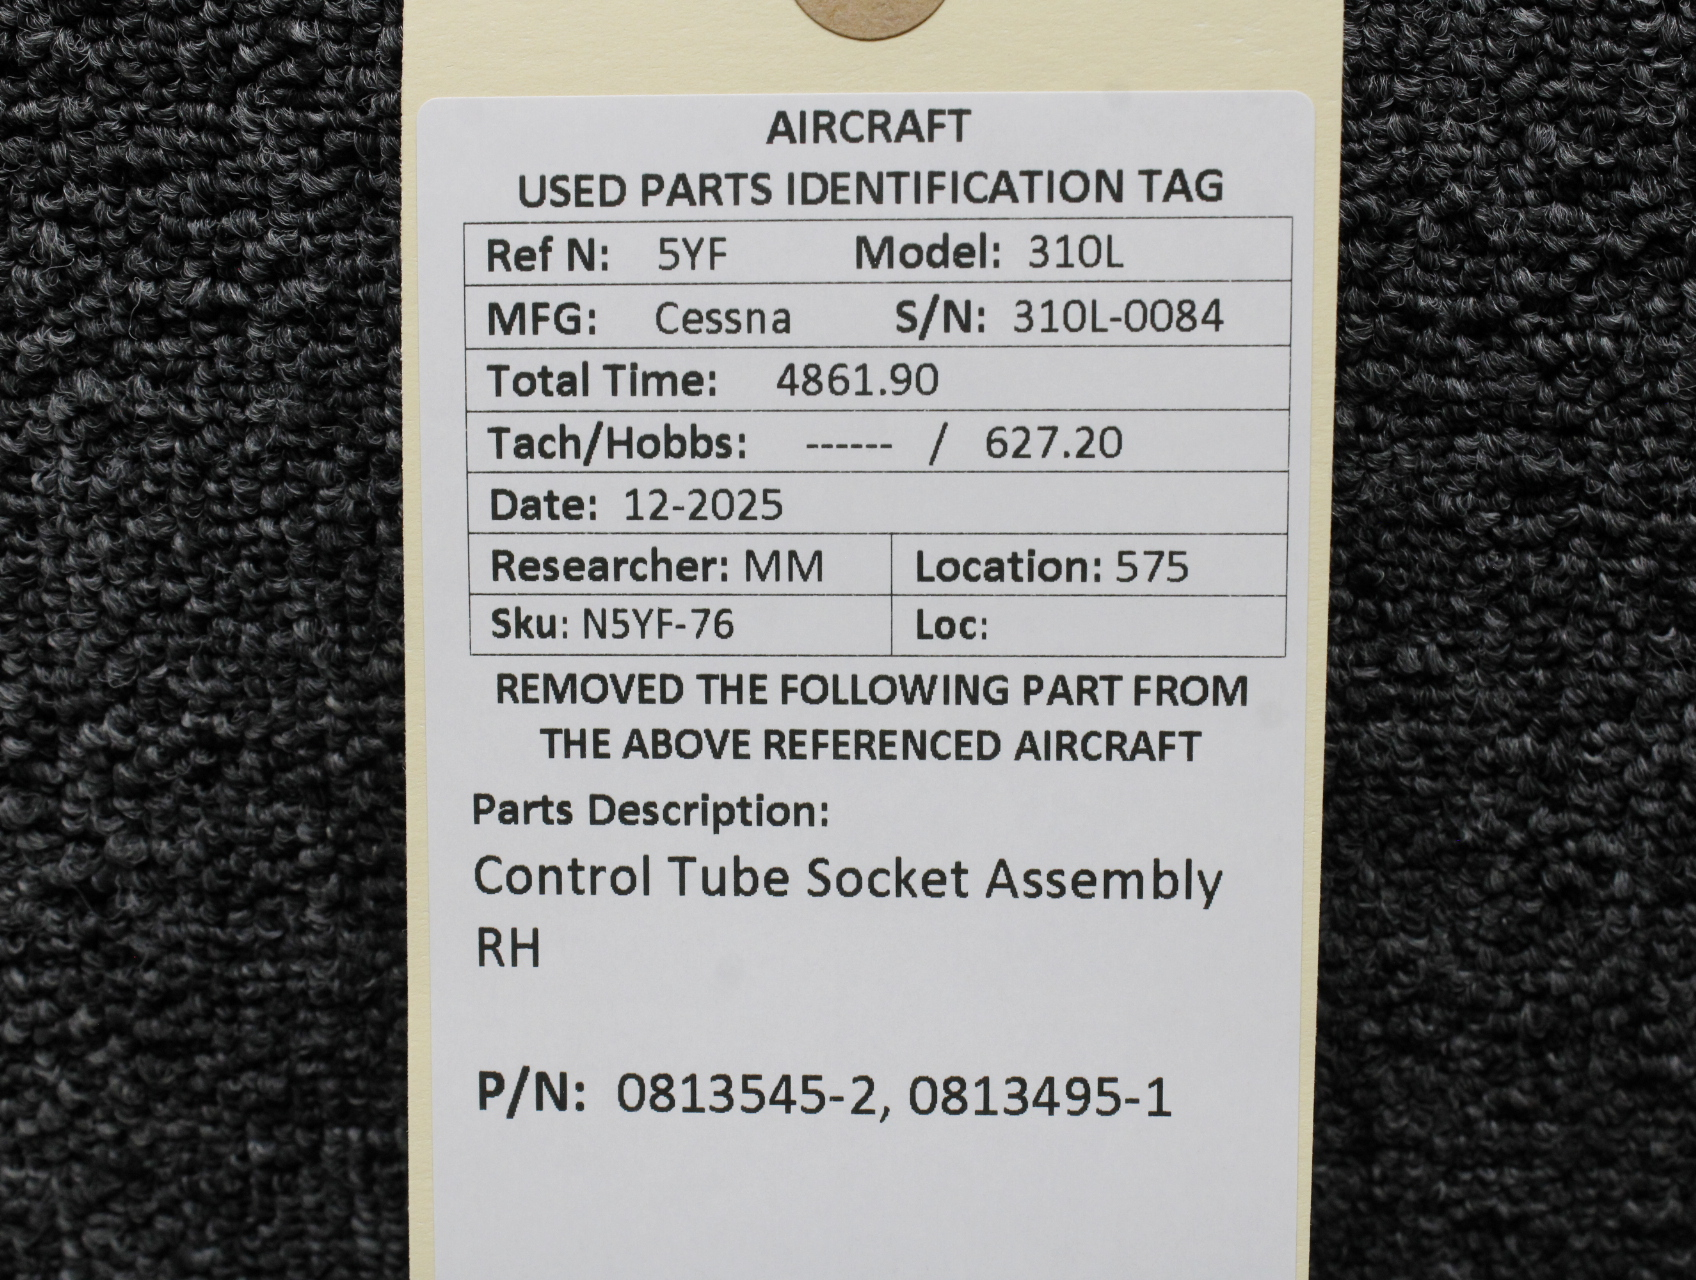 AIRCRAFT
USED PARTS IDENTIFICATION TAG
Ref N: 5YF Model: 310L
MFG: Cessna S/N: 310L-0084
Total Time: 4861.90
Tach/Hobbs: ------ / 627.20
Date: 12-2025
Researcher: MM Location: 575
Sku: N5YF-76 Loc:
REMOVED THE FOLLOWING PART FROM
THE ABOVE REFERENCED AIRCRAFT
Parts Description:
Control Tube Socket Assembly
RH
P/N: 0813545-2, 0813495-1